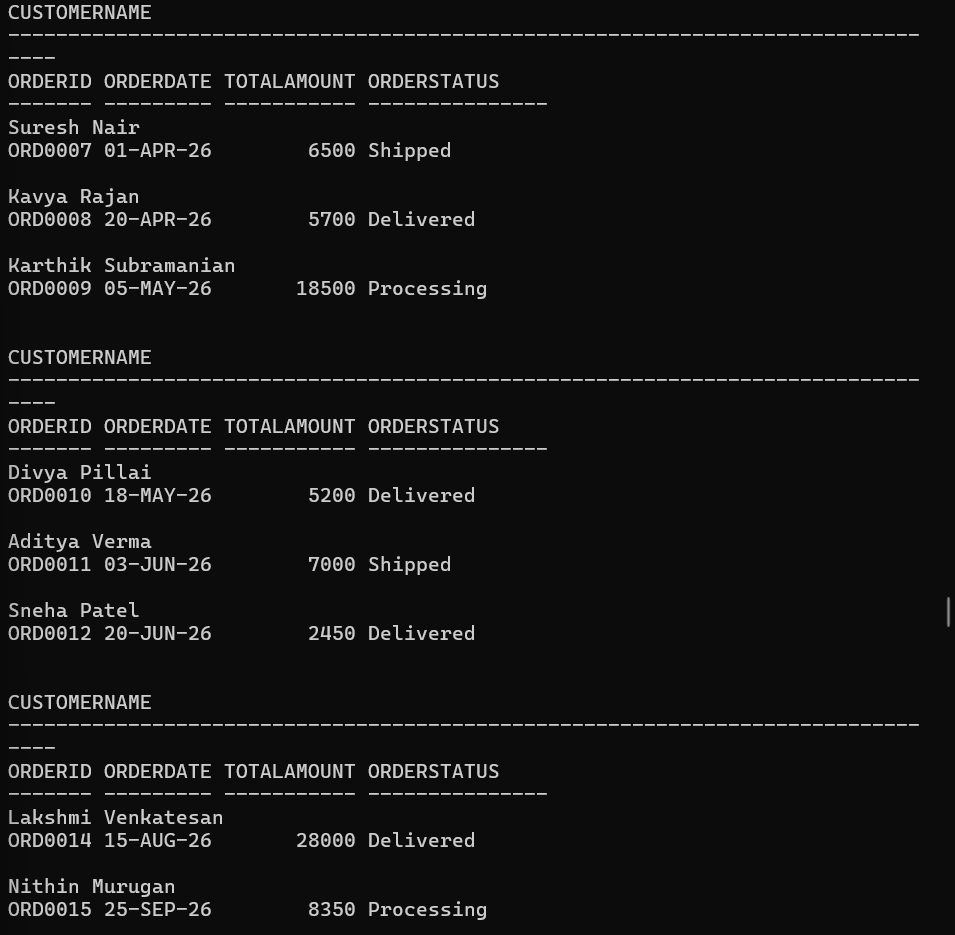 CUSTOMERNAME
----------------------------------------------------------------------------
----
ORDERID ORDERDATE TOTALAMOUNT ORDERSTATUS
------- --------- ----------- ---------------
Suresh Nair
ORD0007 01-APR-26        6500 Shipped

Kavya Rajan
ORD0008 20-APR-26        5700 Delivered

Karthik Subramanian
ORD0009 05-MAY-26       18500 Processing


CUSTOMERNAME
----------------------------------------------------------------------------
----
ORDERID ORDERDATE TOTALAMOUNT ORDERSTATUS
------- --------- ----------- ---------------
Divya Pillai
ORD0010 18-MAY-26        5200 Delivered

Aditya Verma
ORD0011 03-JUN-26        7000 Shipped

Sneha Patel
ORD0012 20-JUN-26        2450 Delivered


CUSTOMERNAME
----------------------------------------------------------------------------
----
ORDERID ORDERDATE TOTALAMOUNT ORDERSTATUS
------- --------- ----------- ---------------
Lakshmi Venkatesan
ORD0014 15-AUG-26       28000 Delivered

Nithin Murugan
ORD0015 25-SEP-26        8350 Processing